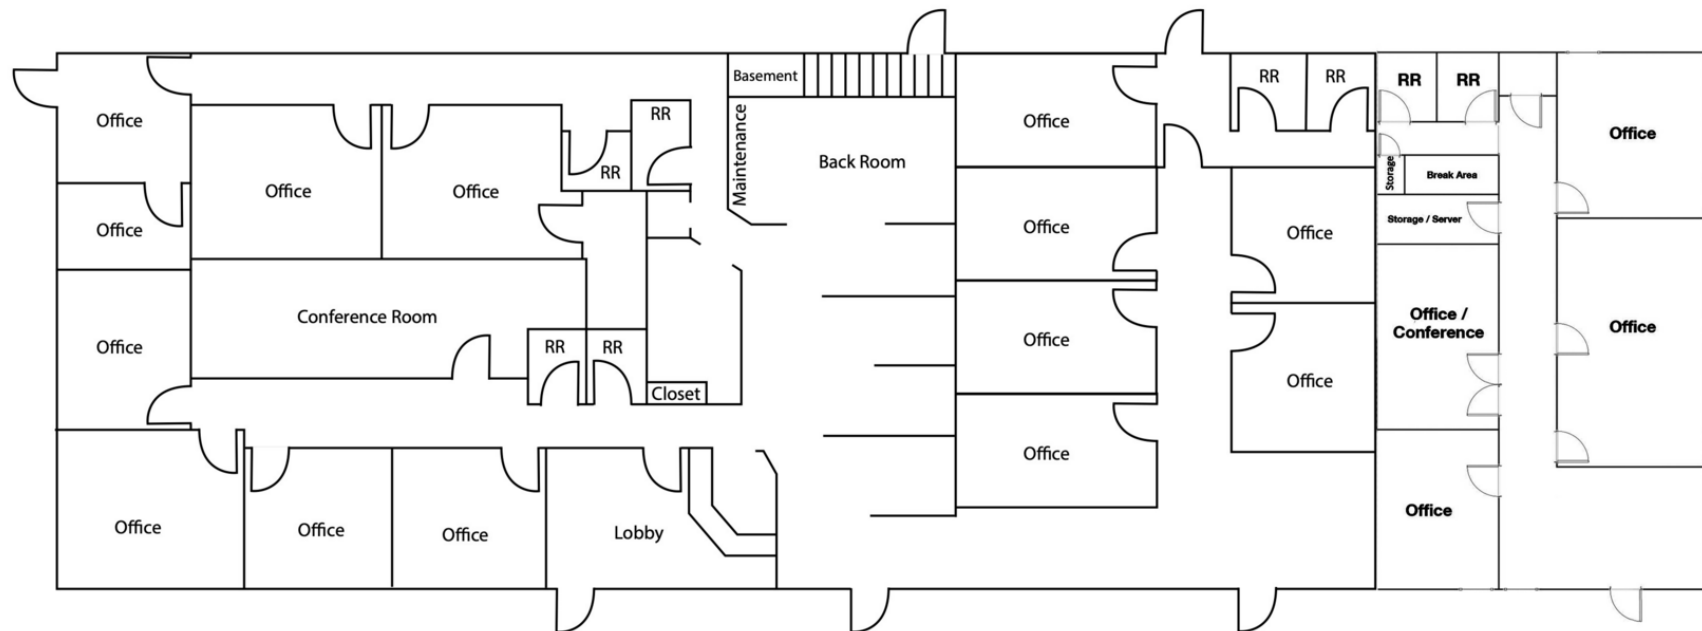 Basement
RR
RR
RR
RR
Office
Office
Office
Office
RR
Maintenance
Back Room
Office
Office
RR
Storage
Break Area
Office
Office
Office
Storage / Server
Office
Conference Room
Office
Office
Office /
Conference
Office
RR
RR
Office
Closet
Office
Office
Office
Office
Office
Lobby